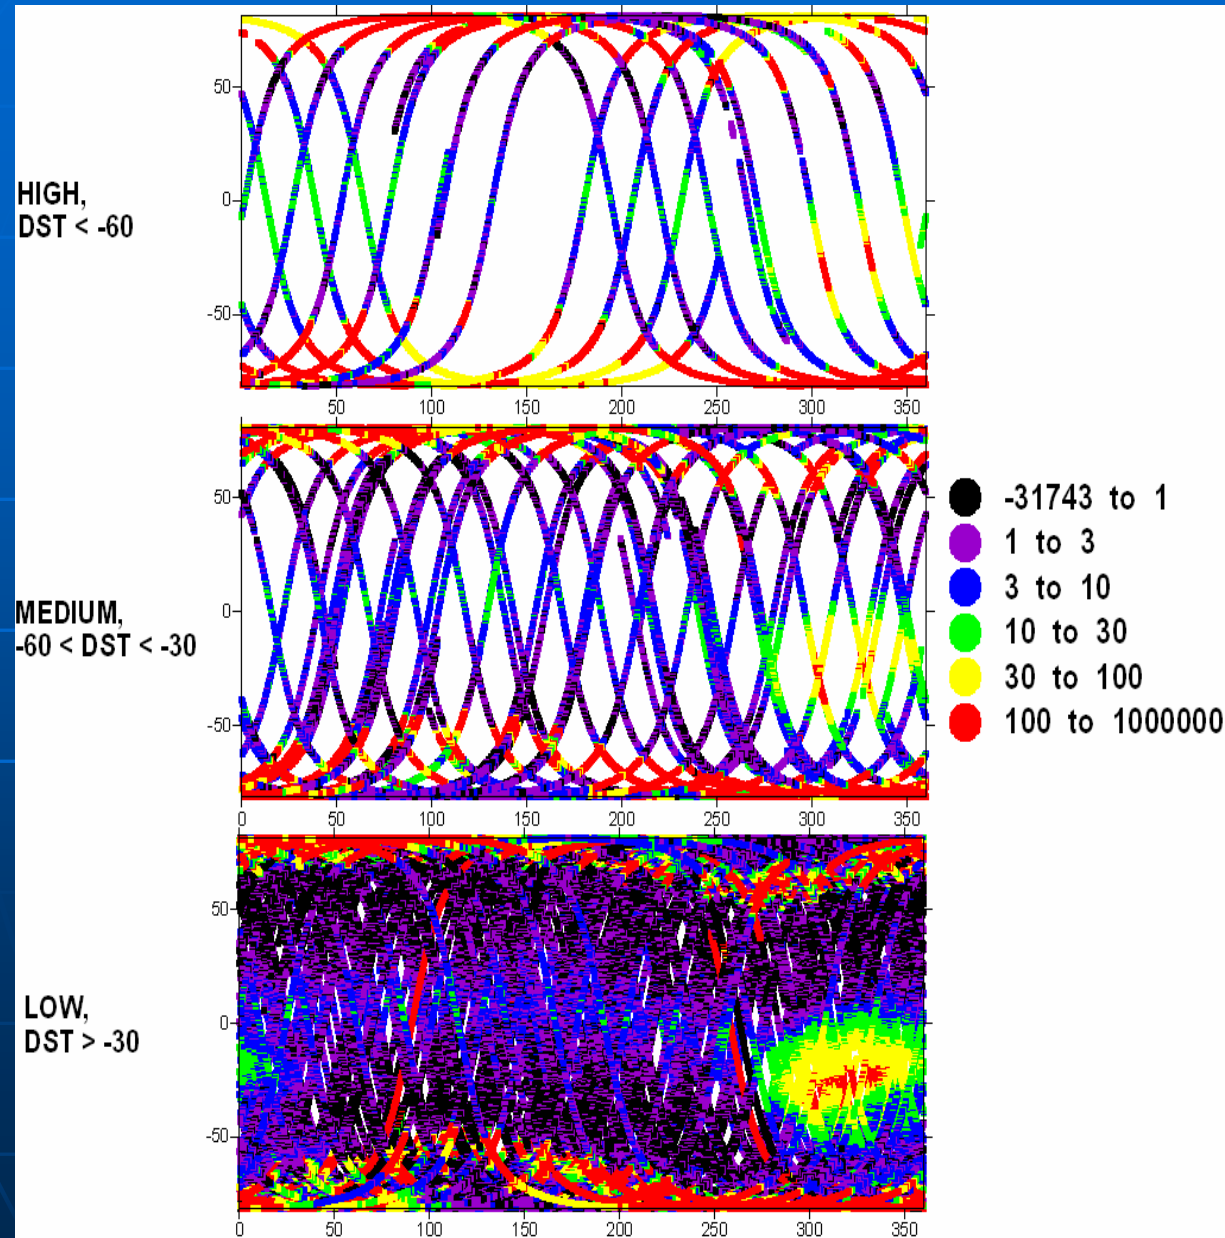 50
0
-50
HIGH,
DST < -60
50 100 150 200 250 300 350
50
0
-50
MEDIUM,
-60 < DST < -30
0 50 100 150 200 250 300 350
-31743 to 1
1 to 3
3 to 10
10 to 30
30 to 100
100 to 1000000
50
0
-50
LOW,
DST > -30
0 50 100 150 200 250 300 350